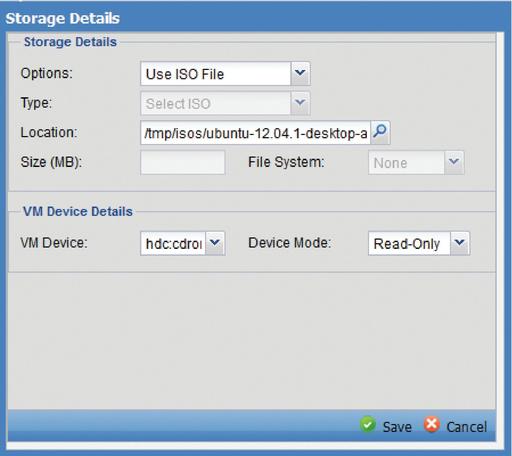 Storage Details
Storage Details
Options: Use ISO File
Type: Select ISO
Location: /tmp/isos/ubuntu-12.04.1-desktop-a
Size (MB): File System: None
VM Device Details
VM Device: hdc:cdro Device Mode: Read-Only
Save Cancel